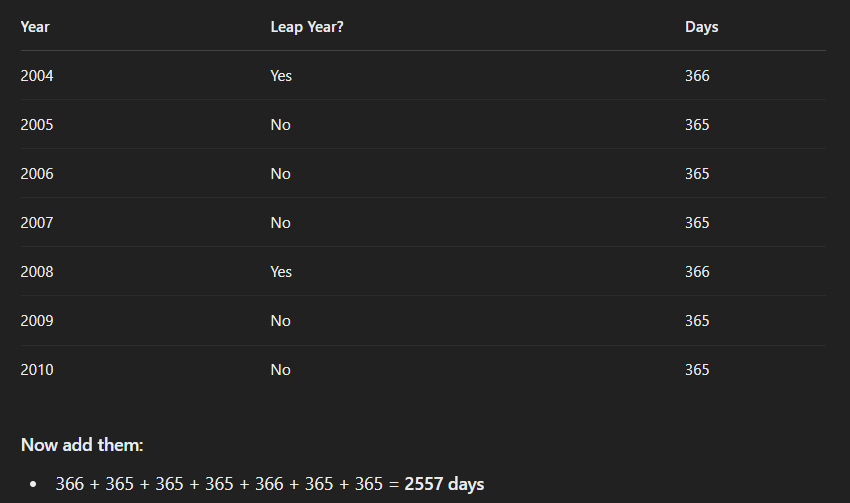 Year Leap Year? Days
2004 Yes 366
2005 No 365
2006 No 365
2007 No 365
2008 Yes 366
2009 No 365
2010 No 365
Now add them:
• 366 + 365 + 365 + 365 + 366 + 365 + 365 = 2557 days